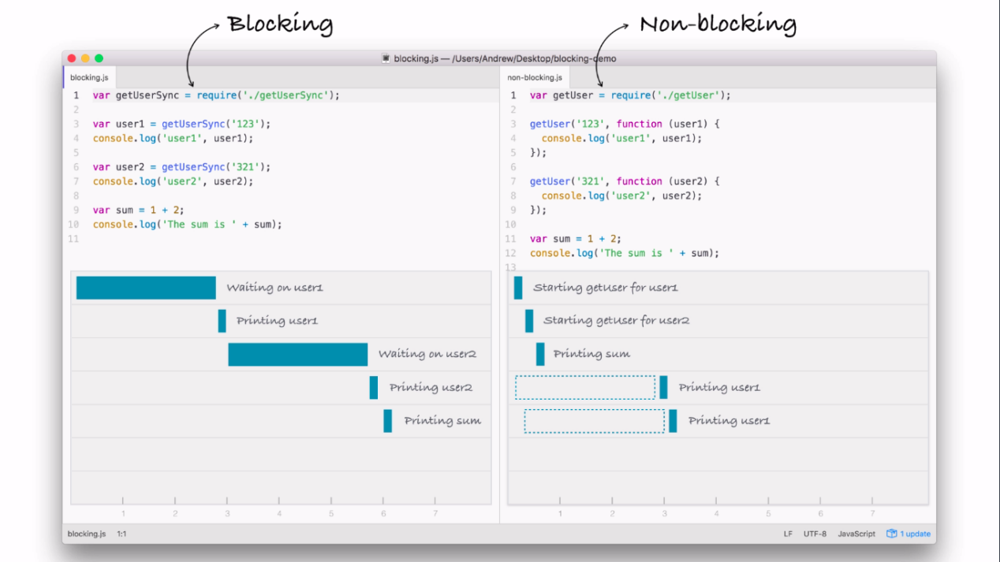 Blocking
Non-blocking
blocking.js — /Users/Andrew/Desktop/blocking-demo
blocking.js
1 var getUserSync = require('./getUserSync');
2
3 var user1 = getUserSync('123');
4 console.log('user1', user1);
5
6 var user2 = getUserSync('321');
7 console.log('user2', user2);
8
9 var sum = 1 + 2;
10 console.log('The sum is ' + sum);
11
Waiting on user1
Printing user1
Waiting on user2
Printing user2
Printing sum
1 2 3 4 5 6 7
non-blocking.js
1 var getUser = require('./getUser');
2
3 getUser('123', function (user1) {
4 console.log('user1', user1);
5 });
6
7 getUser('321', function (user2) {
8 console.log('user2', user2);
9 });
10
11 var sum = 1 + 2;
12 console.log('The sum is ' + sum);
13
Starting getUser for user1
Starting getUser for user2
Printing sum
Printing user1
Printing user1
1 2 3 4 5 6 7
blocking.js 1:1
LF UTF-8 JavaScript 1 update